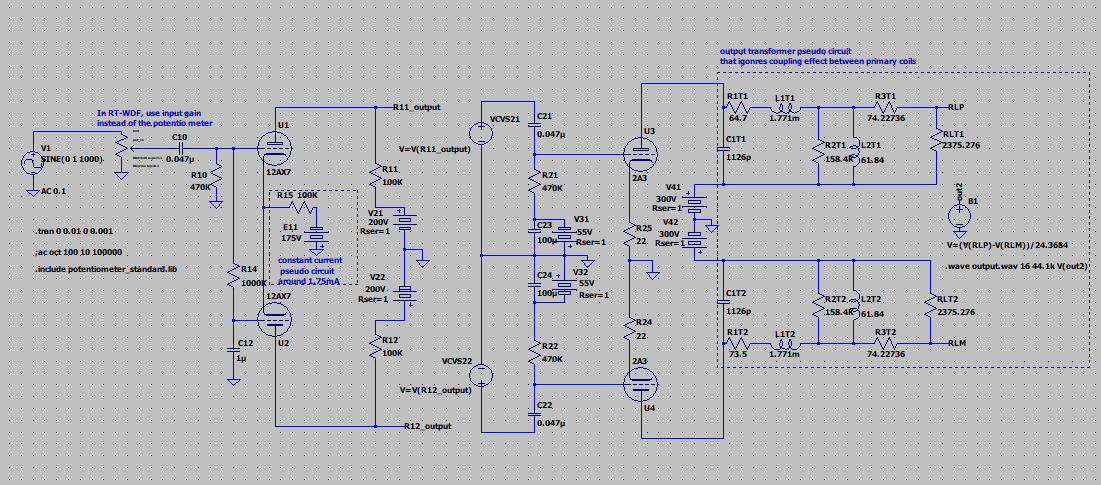 output transformer pseudo circuit
that igonres coupling effect between primary coils
In RT-WDF, use input gain
instead of the potentiometer
V1
SINE(0 1 1000)
AC 0.1
C10
0.047µ
R10
470K
U1
12AX7
R11_output
R11
100K
R15 100K
E11
175V
constant current
pseudo circuit
around 1.75mA
V21
200V
Rser=1
V22
200V
Rser=1
R14
1000K
12AX7
U2
C12
1µ
R12
100K
R12_output
.tran 0 0.01 0 0.001
;ac oct 100 10 100000
.include potentiometer_standard.lib
VCVS21
V=V(R11_output)
VCVS22
V=V(R12_output)
C21
0.047µ
RZ1
470K
C23
100µ
V31
55V
Rser=1
C24
100µ
V32
55V
Rser=1
R22
470K
C22
0.047µ
U3
2A3
R25
22
R24
22
2A3
U4
V41
300V
Rser=1
V42
300V
Rser=1
R1T1
64.7
L1T1
1.771m
C1T1
1126p
R2T1
158.4K
L2T1
61.84
R3T1
74.22736
RLP
RLT1
2375.276
C1T2
1126p
R1T2
73.5
L1T2
1.771m
R2T2
158.4K
L2T2
61.84
R3T2
74.22736
RLM
RLT2
2375.276
out2
B1
V=(V(RLP)-V(RLM))/24.3684
.wave output.wav 16 44.1k V(out2)